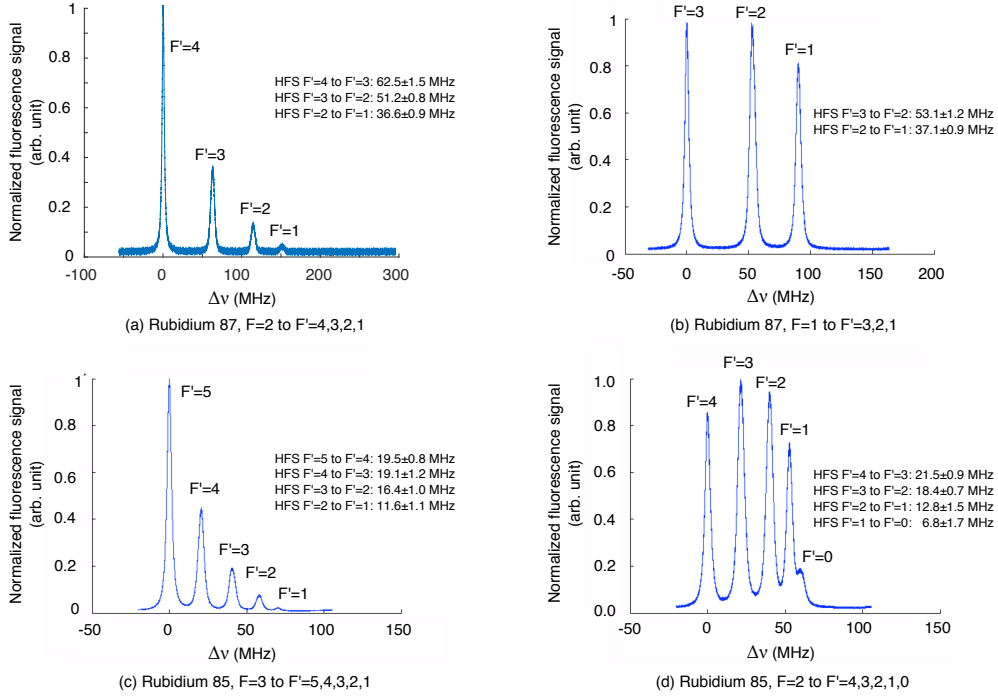 Normalized fluorescence signal
(arb. unit)
1
0.8
0.6
0.4
0.2
0
-100
0
100
200
300
F'=4
F'=3
F'=2
F'=1
HFS F'=4 to F'=3: 62.5±1.5 MHz
HFS F'=3 to F'=2: 51.2±0.8 MHz
HFS F'=2 to F'=1: 36.6±0.9 MHz
Δν (MHz)
(a) Rubidium 87, F=2 to F'=4,3,2,1
Normalized fluorescence signal
(arb. unit)
1
0.8
0.6
0.4
0.2
0
-50
0
50
100
150
200
F'=3
F'=2
F'=1
HFS F'=3 to F'=2: 53.1±1.2 MHz
HFS F'=2 to F'=1: 37.1±0.9 MHz
Δν (MHz)
(b) Rubidium 87, F=1 to F'=3,2,1
Normalized fluorescence signal
(arb. unit)
1
0.8
0.6
0.4
0.2
0
-50
0
50
100
150
F'=5
F'=4
F'=3
F'=2
F'=1
HFS F'=5 to F'=4: 19.5±0.8 MHz
HFS F'=4 to F'=3: 19.1±1.2 MHz
HFS F'=3 to F'=2: 16.4±1.0 MHz
HFS F'=2 to F'=1: 11.6±1.1 MHz
Δν (MHz)
(c) Rubidium 85, F=3 to F'=5,4,3,2,1
Normalized fluorescence signal
(arb. unit)
1.0
0.8
0.6
0.4
0.2
0.0
-50
0
50
100
150
F'=4
F'=3
F'=2
F'=1
F'=0
HFS F'=4 to F'=3: 21.5±0.9 MHz
HFS F'=3 to F'=2: 18.4±0.7 MHz
HFS F'=2 to F'=1: 12.8±1.5 MHz
HFS F'=1 to F'=0: 6.8±1.7 MHz
Δν (MHz)
(d) Rubidium 85, F=2 to F'=4,3,2,1,0